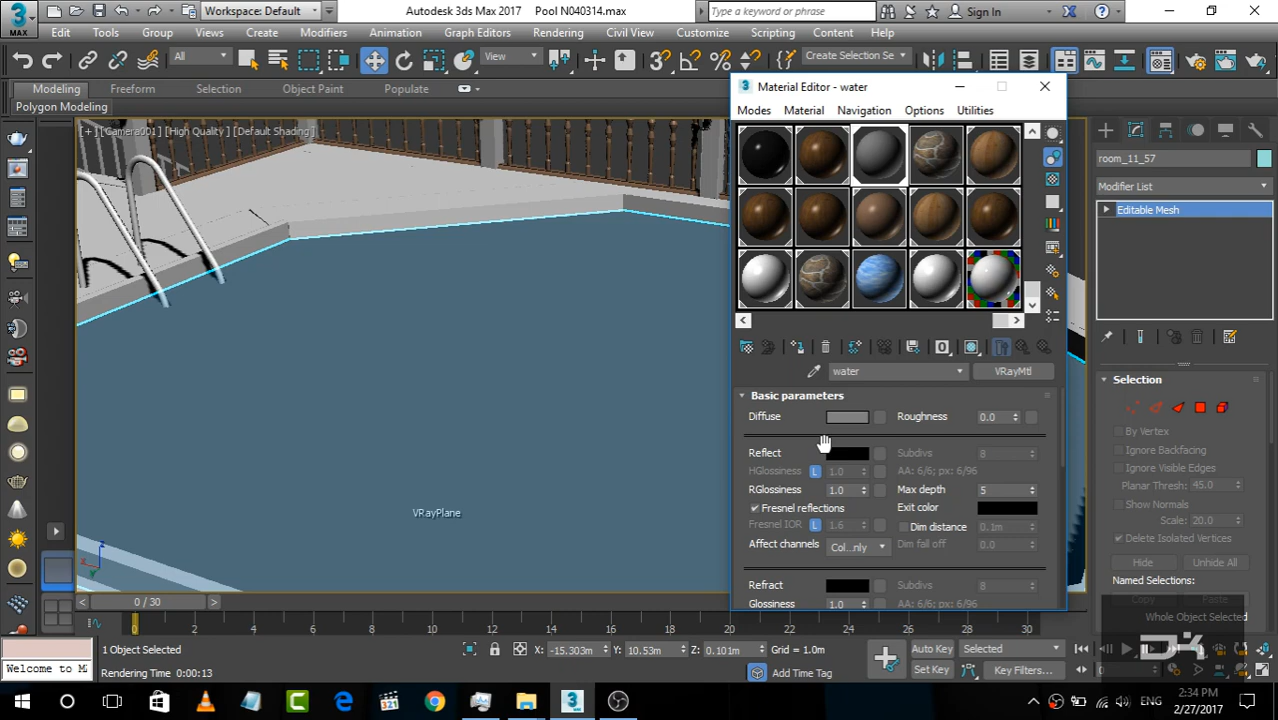 Workspace: Default
Autodesk 3ds Max 2017 Pool N040314.max
Type a keyword or phrase
Sign In
MAX
Edit Tools Group Views Create Modifiers Animation Graph Editors Rendering Civil View Customize Scripting Content Help
All
View
Create Selection Se
Modeling Freeform Selection Object Paint Populate
Polygon Modeling
[+] [Camera001] [High Quality] [Default Shading]
VRayPlane
Material Editor - water
Modes Material Navigation Options Utilities
water
VRayMtl
Basic parameters
Diffuse
Roughness 0.0
Reflect
Subdivs 8
HGlossiness L 1.0
AA: 6/6; px: 6/96
RGlossiness 1.0
Max depth 5
Fresnel reflections
Exit color
Fresnel IOR L 1.6
Dim distance 0.1m
Affect channels Col...nly
Dim fall off 0.0
Refract
Subdivs 8
Glossiness 1.0
AA: 6/6; px: 6/96
room_11_57
Modifier List
Editable Mesh
Selection
By Vertex
Ignore Backfacing
Ignore Visible Edges
Planar Thresh: 45.0
Show Normals
Scale: 20.0
Delete Isolated Vertices
Hide Unhide All
Named Selections:
Copy Paste
Whole Object Selected
0 / 30
0 2 4 6 8 10 12 14 16 18 20 22 24 26 28 30
1 Object Selected
X: -15.303m Y: 10.53m Z: 0.101m Grid = 1.0m
Auto Key Selected
Welcome to M
Rendering Time 0:00:13
Add Time Tag
Set Key Key Filters...
321
ENG
2:34 PM
2/27/2017